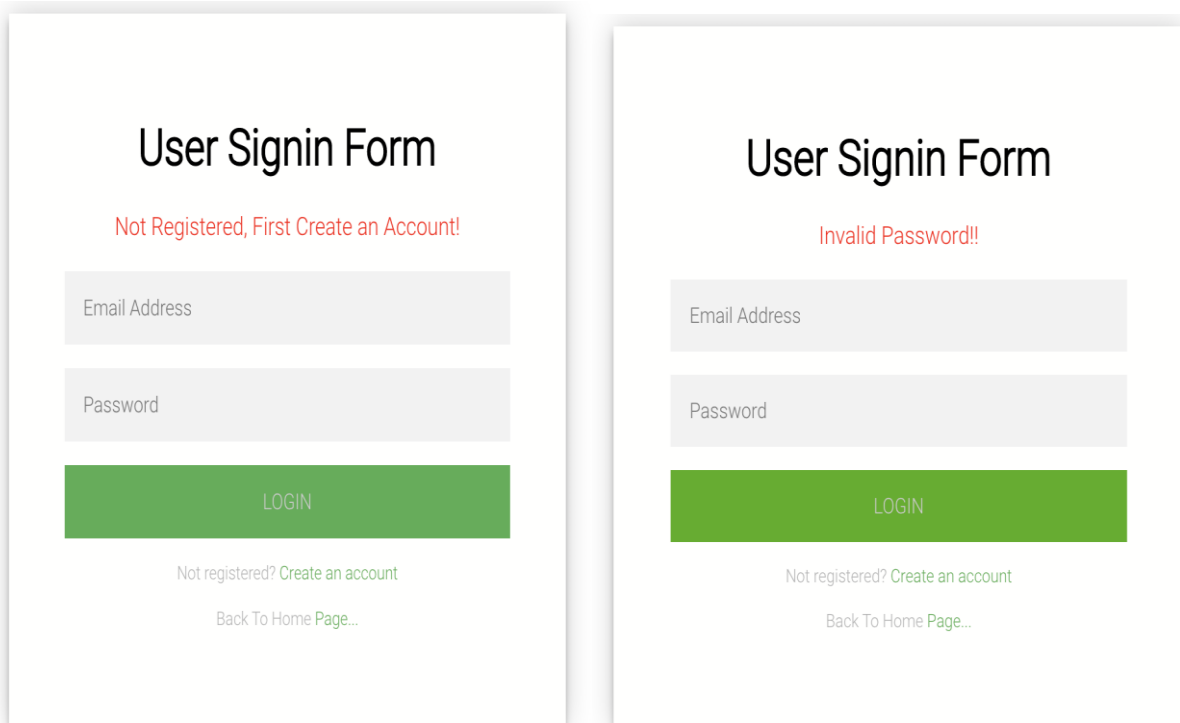 User Signin Form
Not Registered, First Create an Account!
Email Address
Password
LOGIN
Not registered? Create an account
Back To Home Page...
User Signin Form
Invalid Password!!
Email Address
Password
LOGIN
Not registered? Create an account
Back To Home Page...